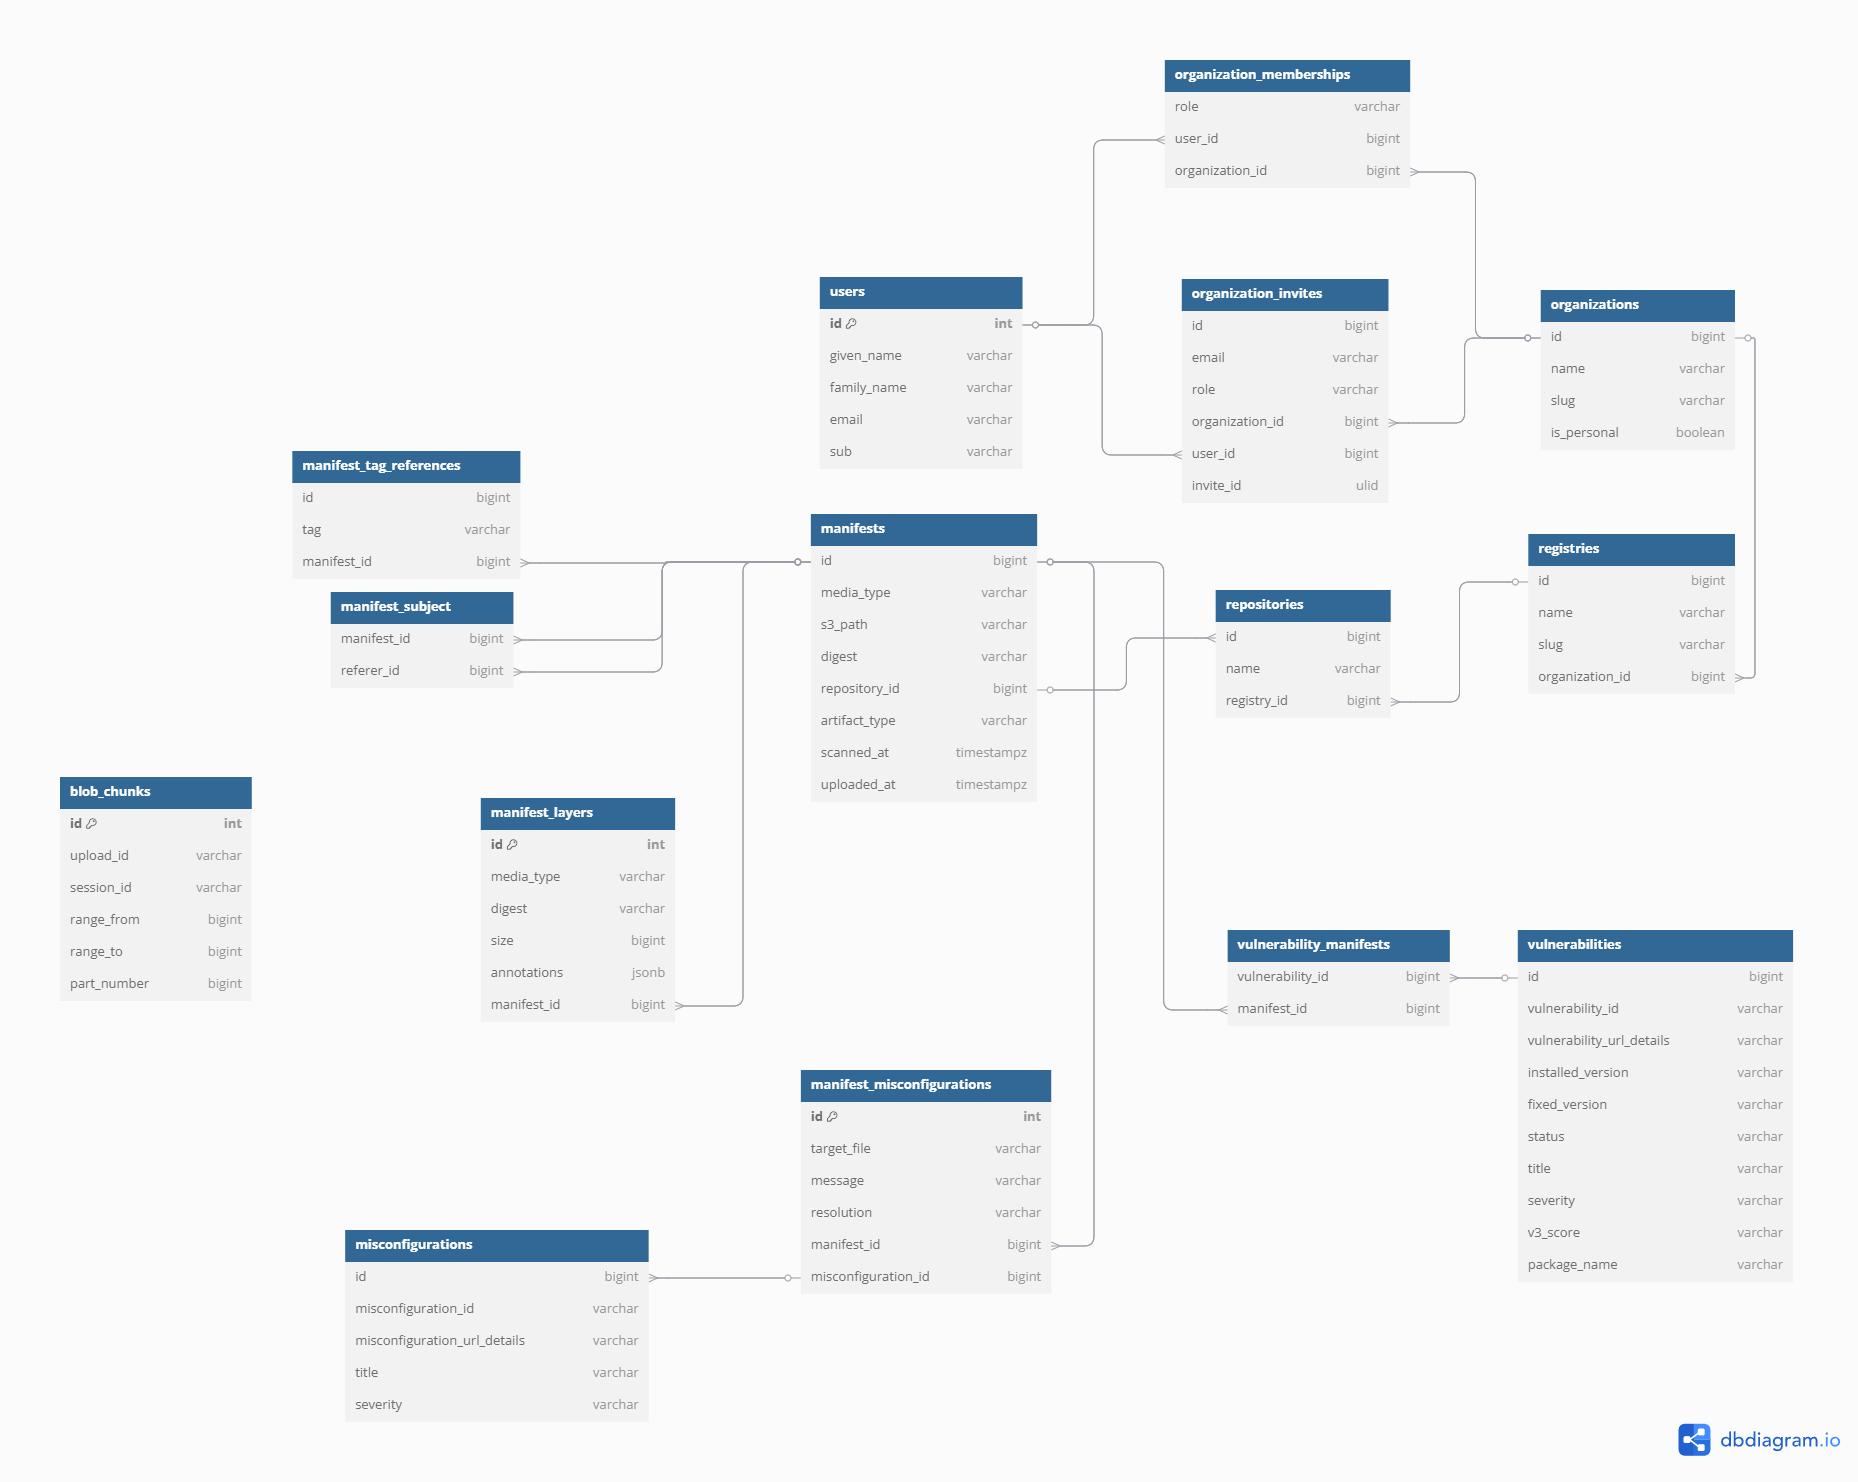 organization_memberships
role varchar
user_id bigint
organization_id bigint
users
id int
given_name varchar
family_name varchar
email varchar
sub varchar
organization_invites
id bigint
email varchar
role varchar
organization_id bigint
user_id bigint
invite_id ulid
organizations
id bigint
name varchar
slug varchar
is_personal boolean
manifest_tag_references
id bigint
tag varchar
manifest_id bigint
manifest_subject
manifest_id bigint
referer_id bigint
manifests
id bigint
media_type varchar
s3_path varchar
digest varchar
repository_id bigint
artifact_type varchar
scanned_at timestampz
uploaded_at timestampz
repositories
id bigint
name varchar
registry_id bigint
registries
id bigint
name varchar
slug varchar
organization_id bigint
blob_chunks
id int
upload_id varchar
session_id varchar
range_from bigint
range_to bigint
part_number bigint
manifest_layers
id int
media_type varchar
digest varchar
size bigint
annotations jsonb
manifest_id bigint
vulnerability_manifests
vulnerability_id bigint
manifest_id bigint
vulnerabilities
id bigint
vulnerability_id varchar
vulnerability_url_details varchar
installed_version varchar
fixed_version varchar
status varchar
title varchar
severity varchar
v3_score varchar
package_name varchar
manifest_misconfigurations
id int
target_file varchar
message varchar
resolution varchar
manifest_id bigint
misconfiguration_id bigint
misconfigurations
id bigint
misconfiguration_id varchar
misconfiguration_url_details varchar
title varchar
severity varchar
dbdiagram.io